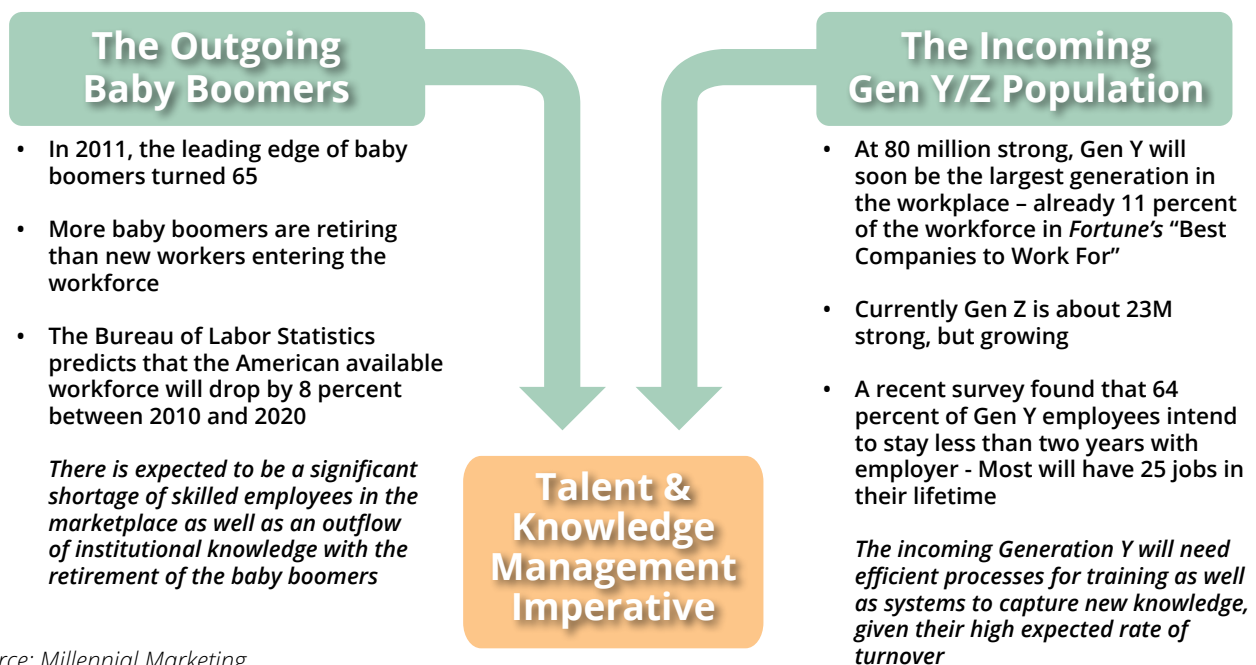 The Outgoing
Baby Boomers
• In 2011, the leading edge of baby
boomers turned 65
• More baby boomers are retiring
than new workers entering the
workforce
• The Bureau of Labor Statistics
predicts that the American available
workforce will drop by 8 percent
between 2010 and 2020
There is expected to be a significant
shortage of skilled employees in the
marketplace as well as an outflow
of institutional knowledge with the
retirement of the baby boomers
Talent &
Knowledge
Management
Imperative
The Incoming
Gen Y/Z Population
• At 80 million strong, Gen Y will
soon be the largest generation in
the workplace – already 11 percent
of the workforce in Fortune's “Best
Companies to Work For”
• Currently Gen Z is about 23M
strong, but growing
• A recent survey found that 64
percent of Gen Y employees intend
to stay less than two years with
employer - Most will have 25 jobs in
their lifetime
The incoming Generation Y will need
efficient processes for training as well
as systems to capture new knowledge,
given their high expected rate of
turnover
rce: Millennial Marketing